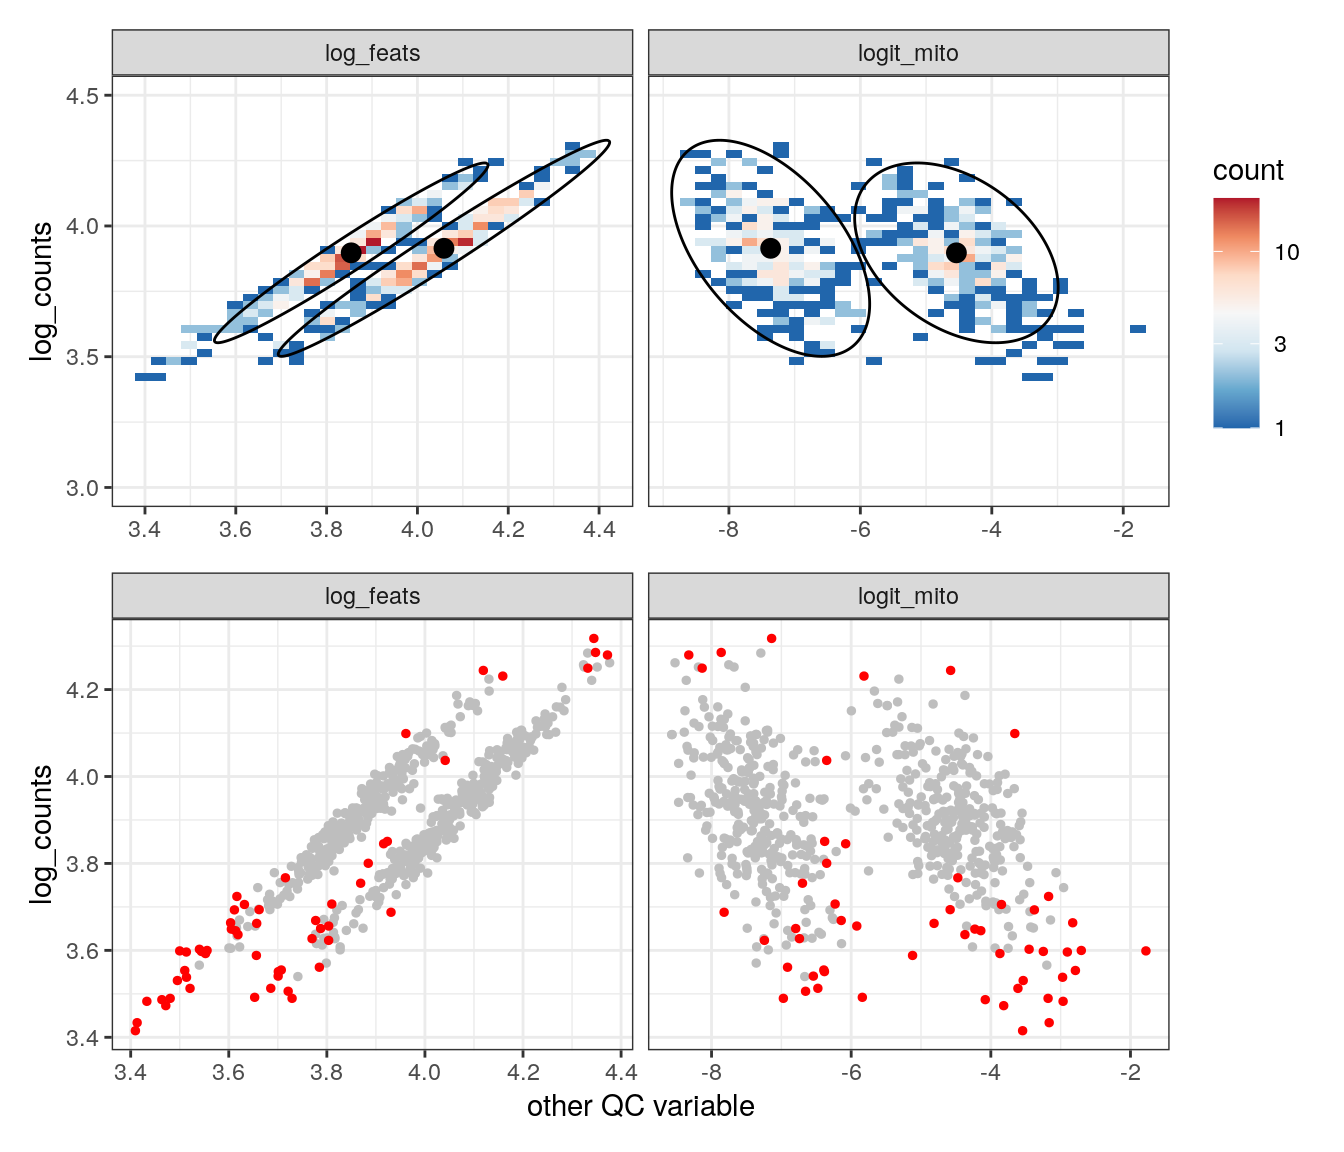 log_feats
logit_mito
4.5
4.0
3.5
3.0
log_counts
3.4 3.6 3.8 4.0 4.2 4.4
-8 -6 -4 -2
count
10
3
1
log_feats
logit_mito
4.2
4.0
3.8
3.6
3.4
log_counts
3.4 3.6 3.8 4.0 4.2 4.4
-8 -6 -4 -2
other QC variable